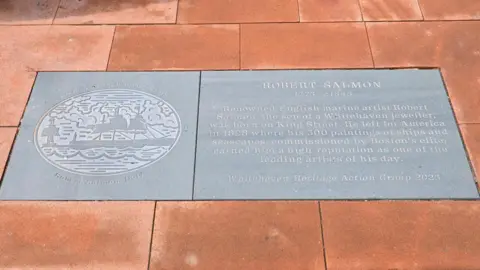 ROBERT SALMON
Renowned English marine artist Robert
Salmon, the son of a Whitehaven jeweller,
was born in King Street. He left for America
in 1828 where his 300 paintings of ships and
seascapes, commissioned by Boston's elite,
earned him a high reputation as one of the
leading artists of his day.
Whitehaven Heritage Action Group 2023